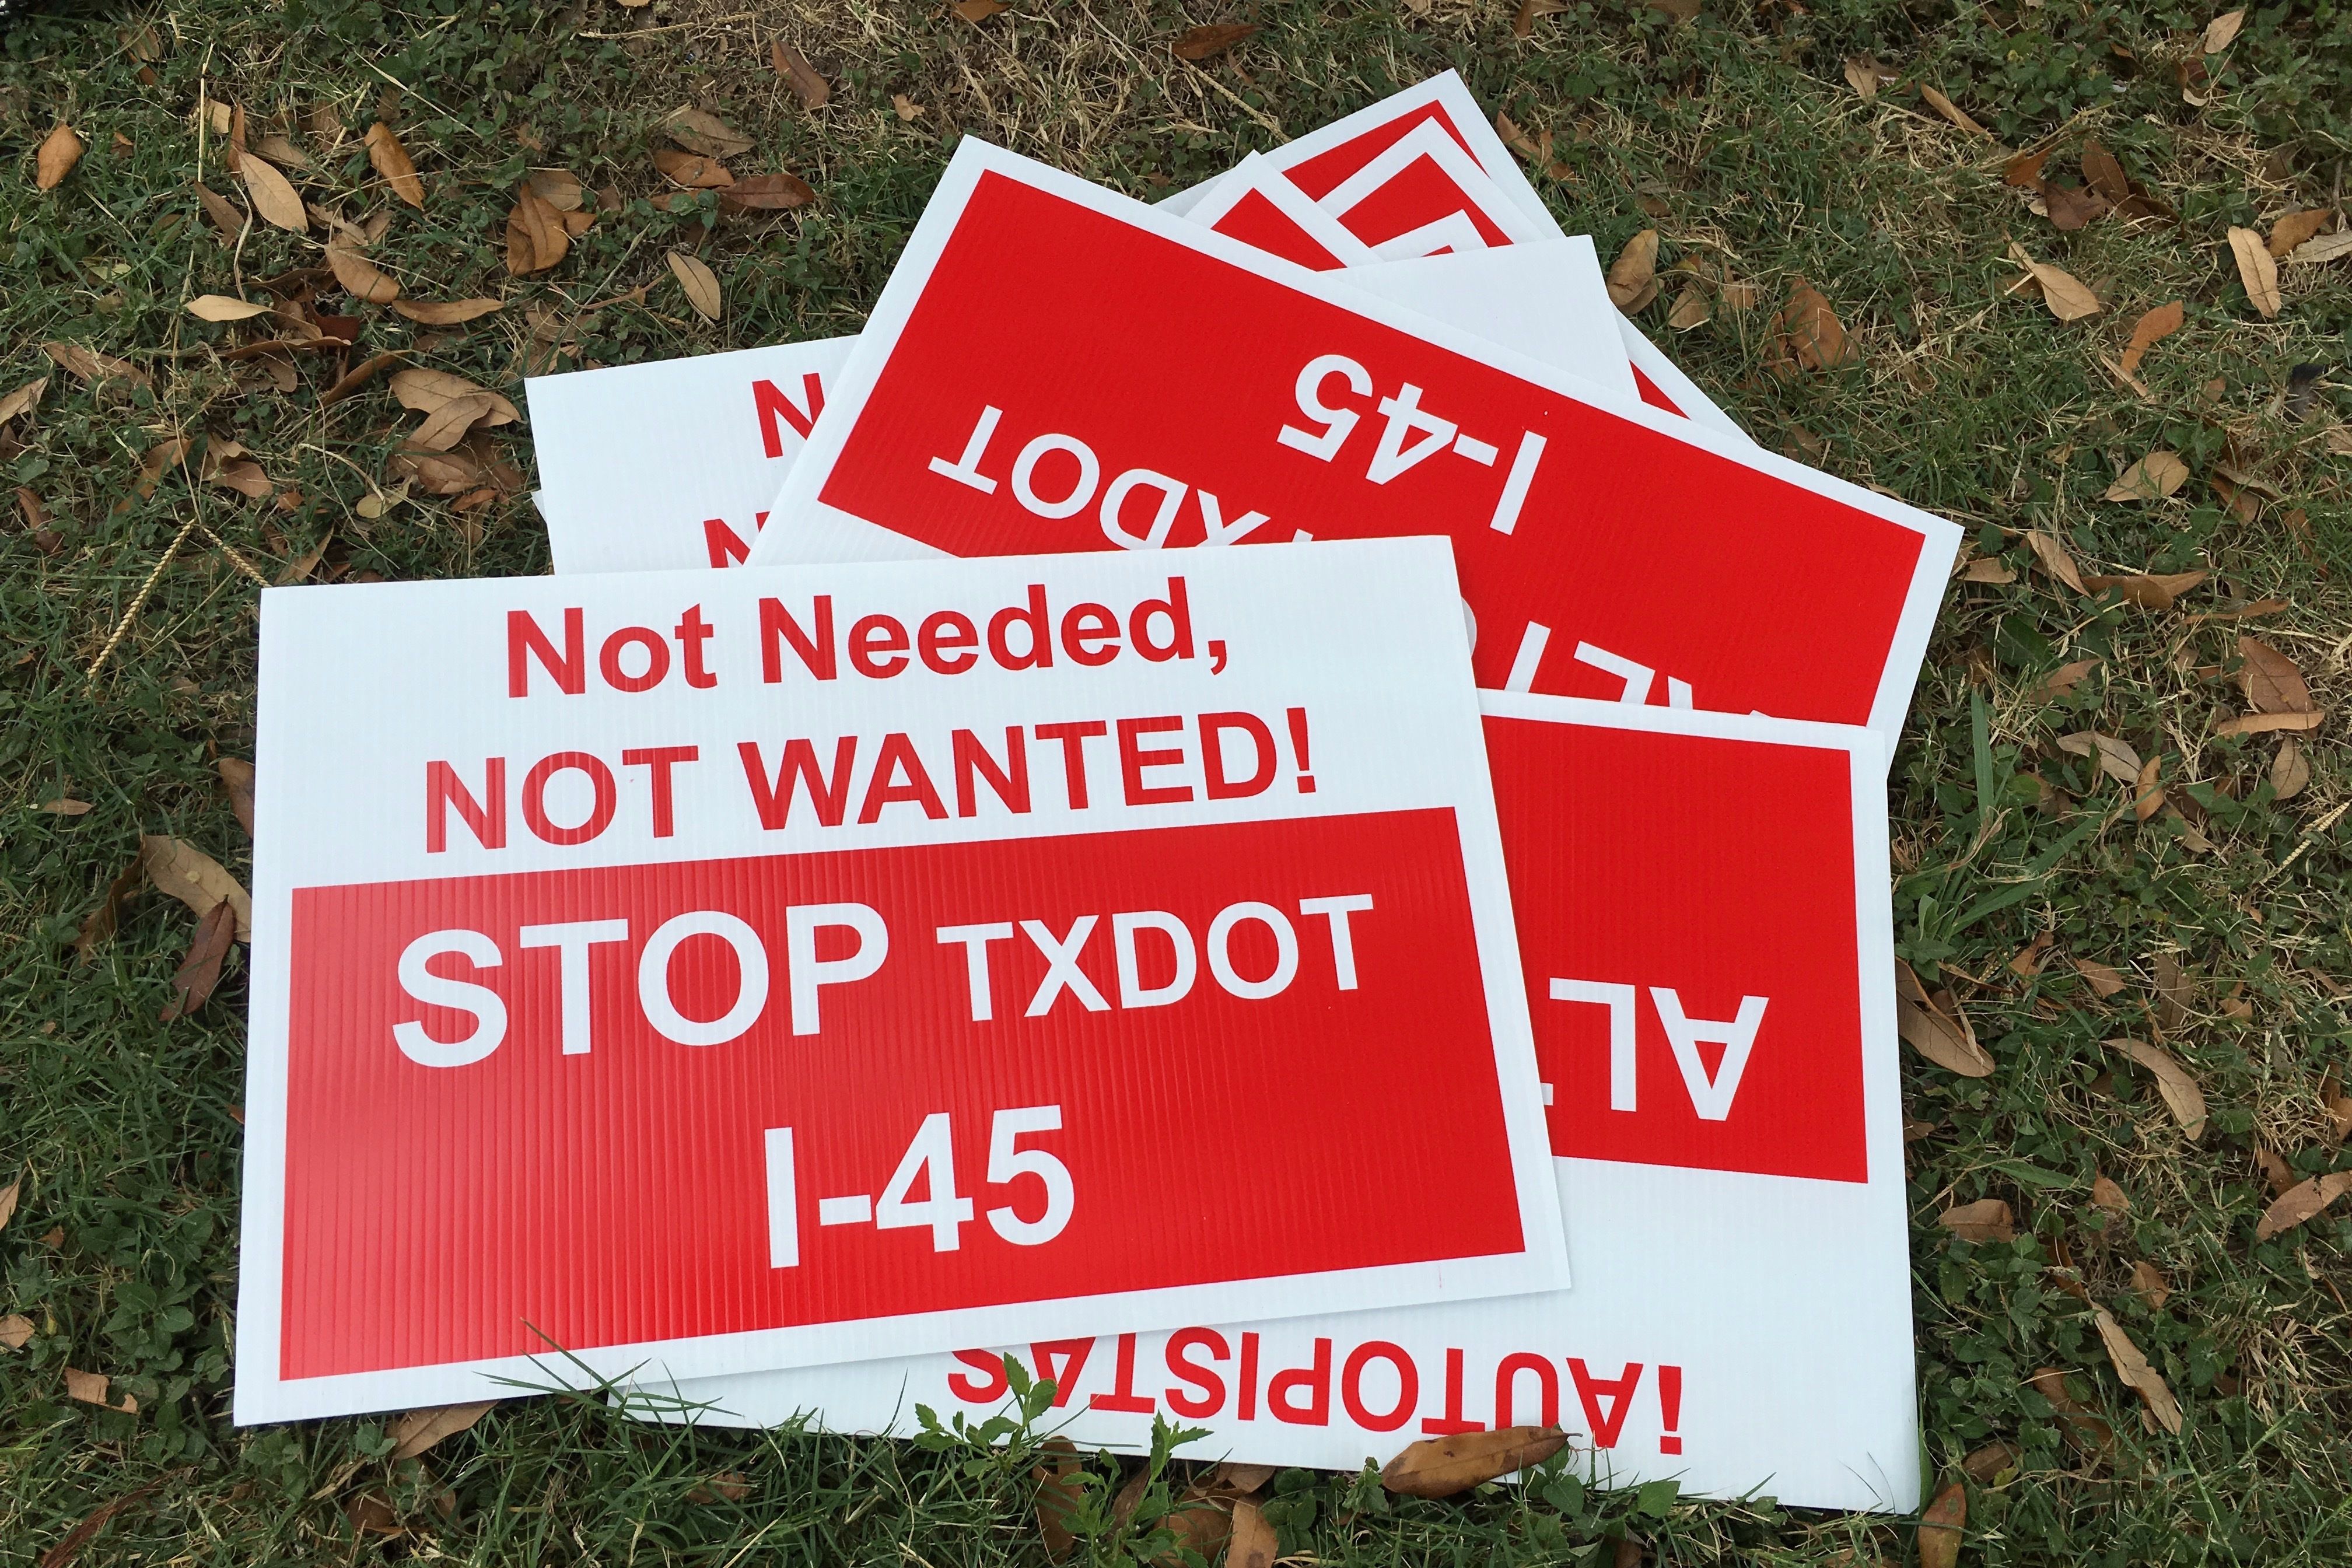 Not Needed,
NOT WANTED!
STOP TXDOT
I-45
TXDOT
I-45
¡AUTOPISTAS